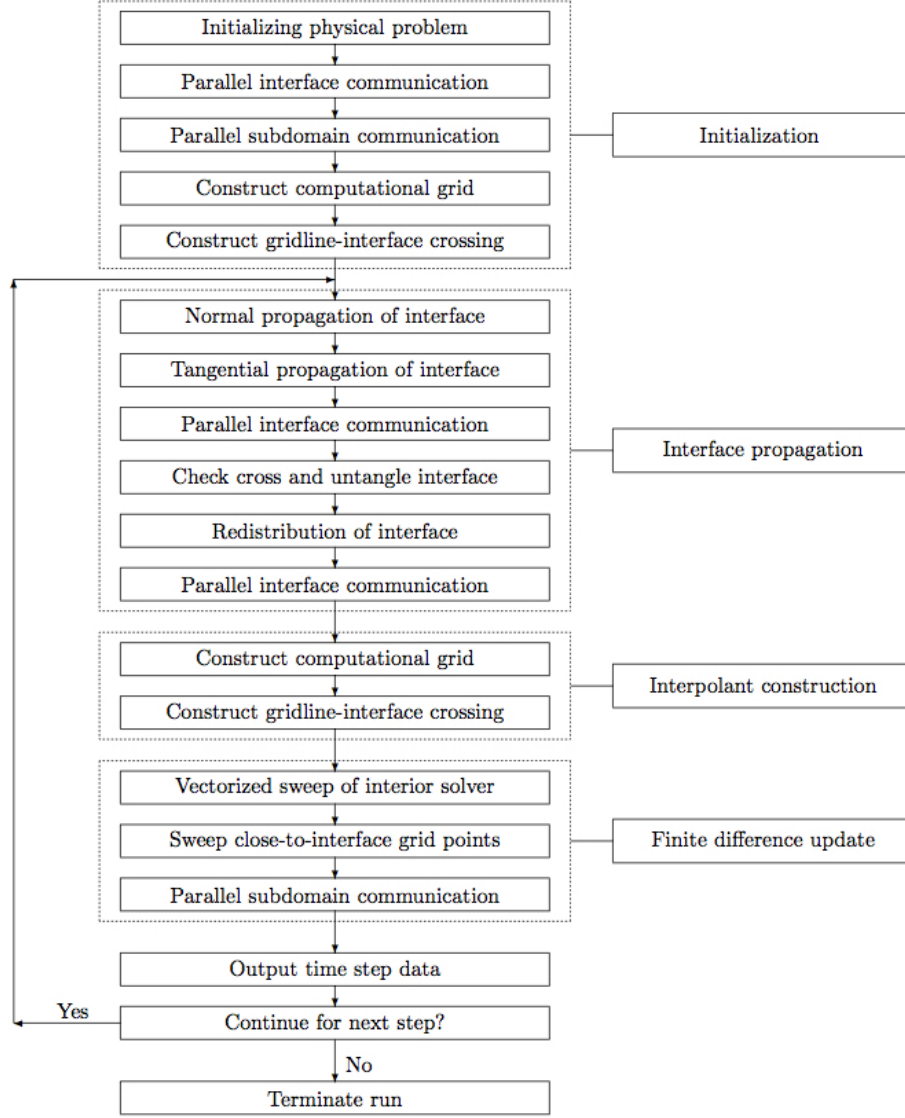 Initializing physical problem
Parallel interface communication
Parallel subdomain communication
Initialization
Construct computational grid
Construct gridline-interface crossing
Normal propagation of interface
Tangential propagation of interface
Parallel interface communication
Interface propagation
Check cross and untangle interface
Redistribution of interface
Parallel interface communication
Construct computational grid
Interpolant construction
Construct gridline-interface crossing
Vectorized sweep of interior solver
Sweep close-to-interface grid points
Finite difference update
Parallel subdomain communication
Output time step data
Yes
Continue for next step?
No
Terminate run